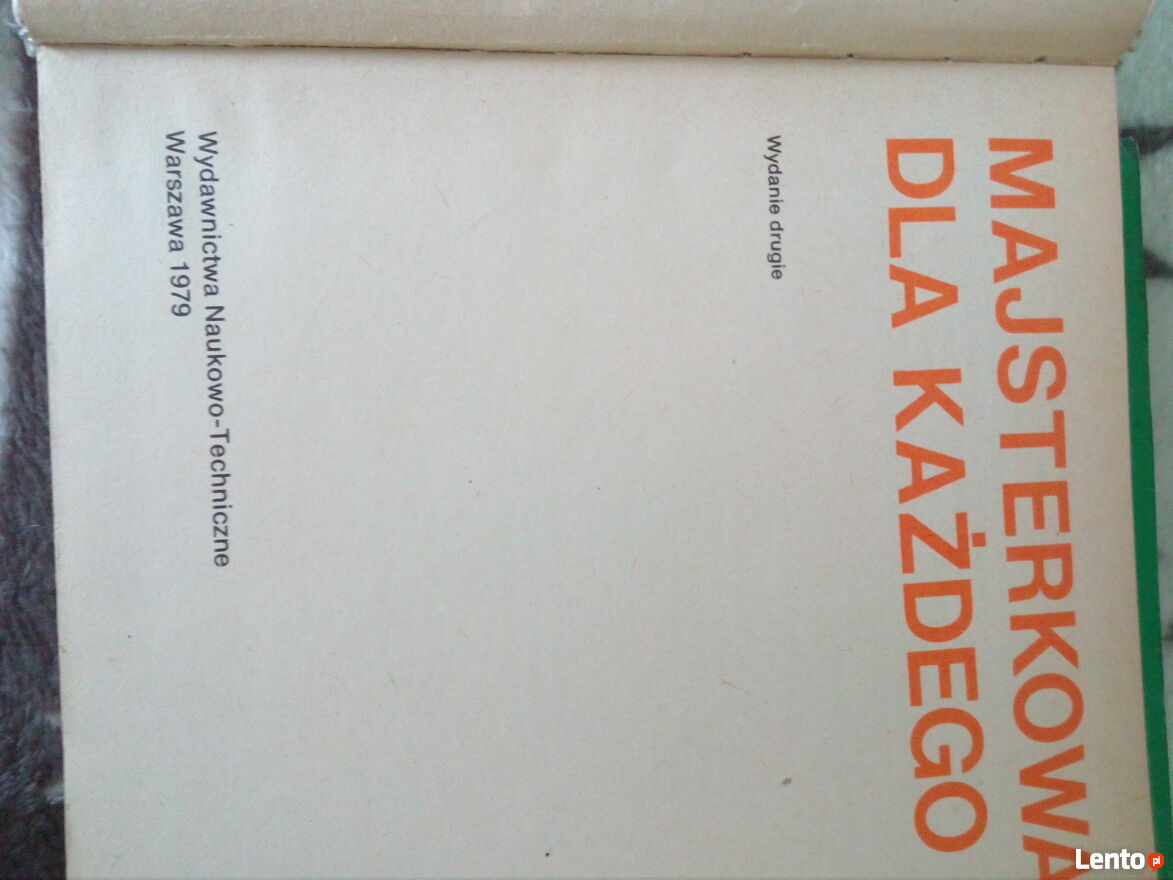 MAJSTERKOWA
DLA KAŻDEGO
Wydanie drugie
Wydawnictwa Naukowo-Techniczne
Warszawa 1979
Lento.pl